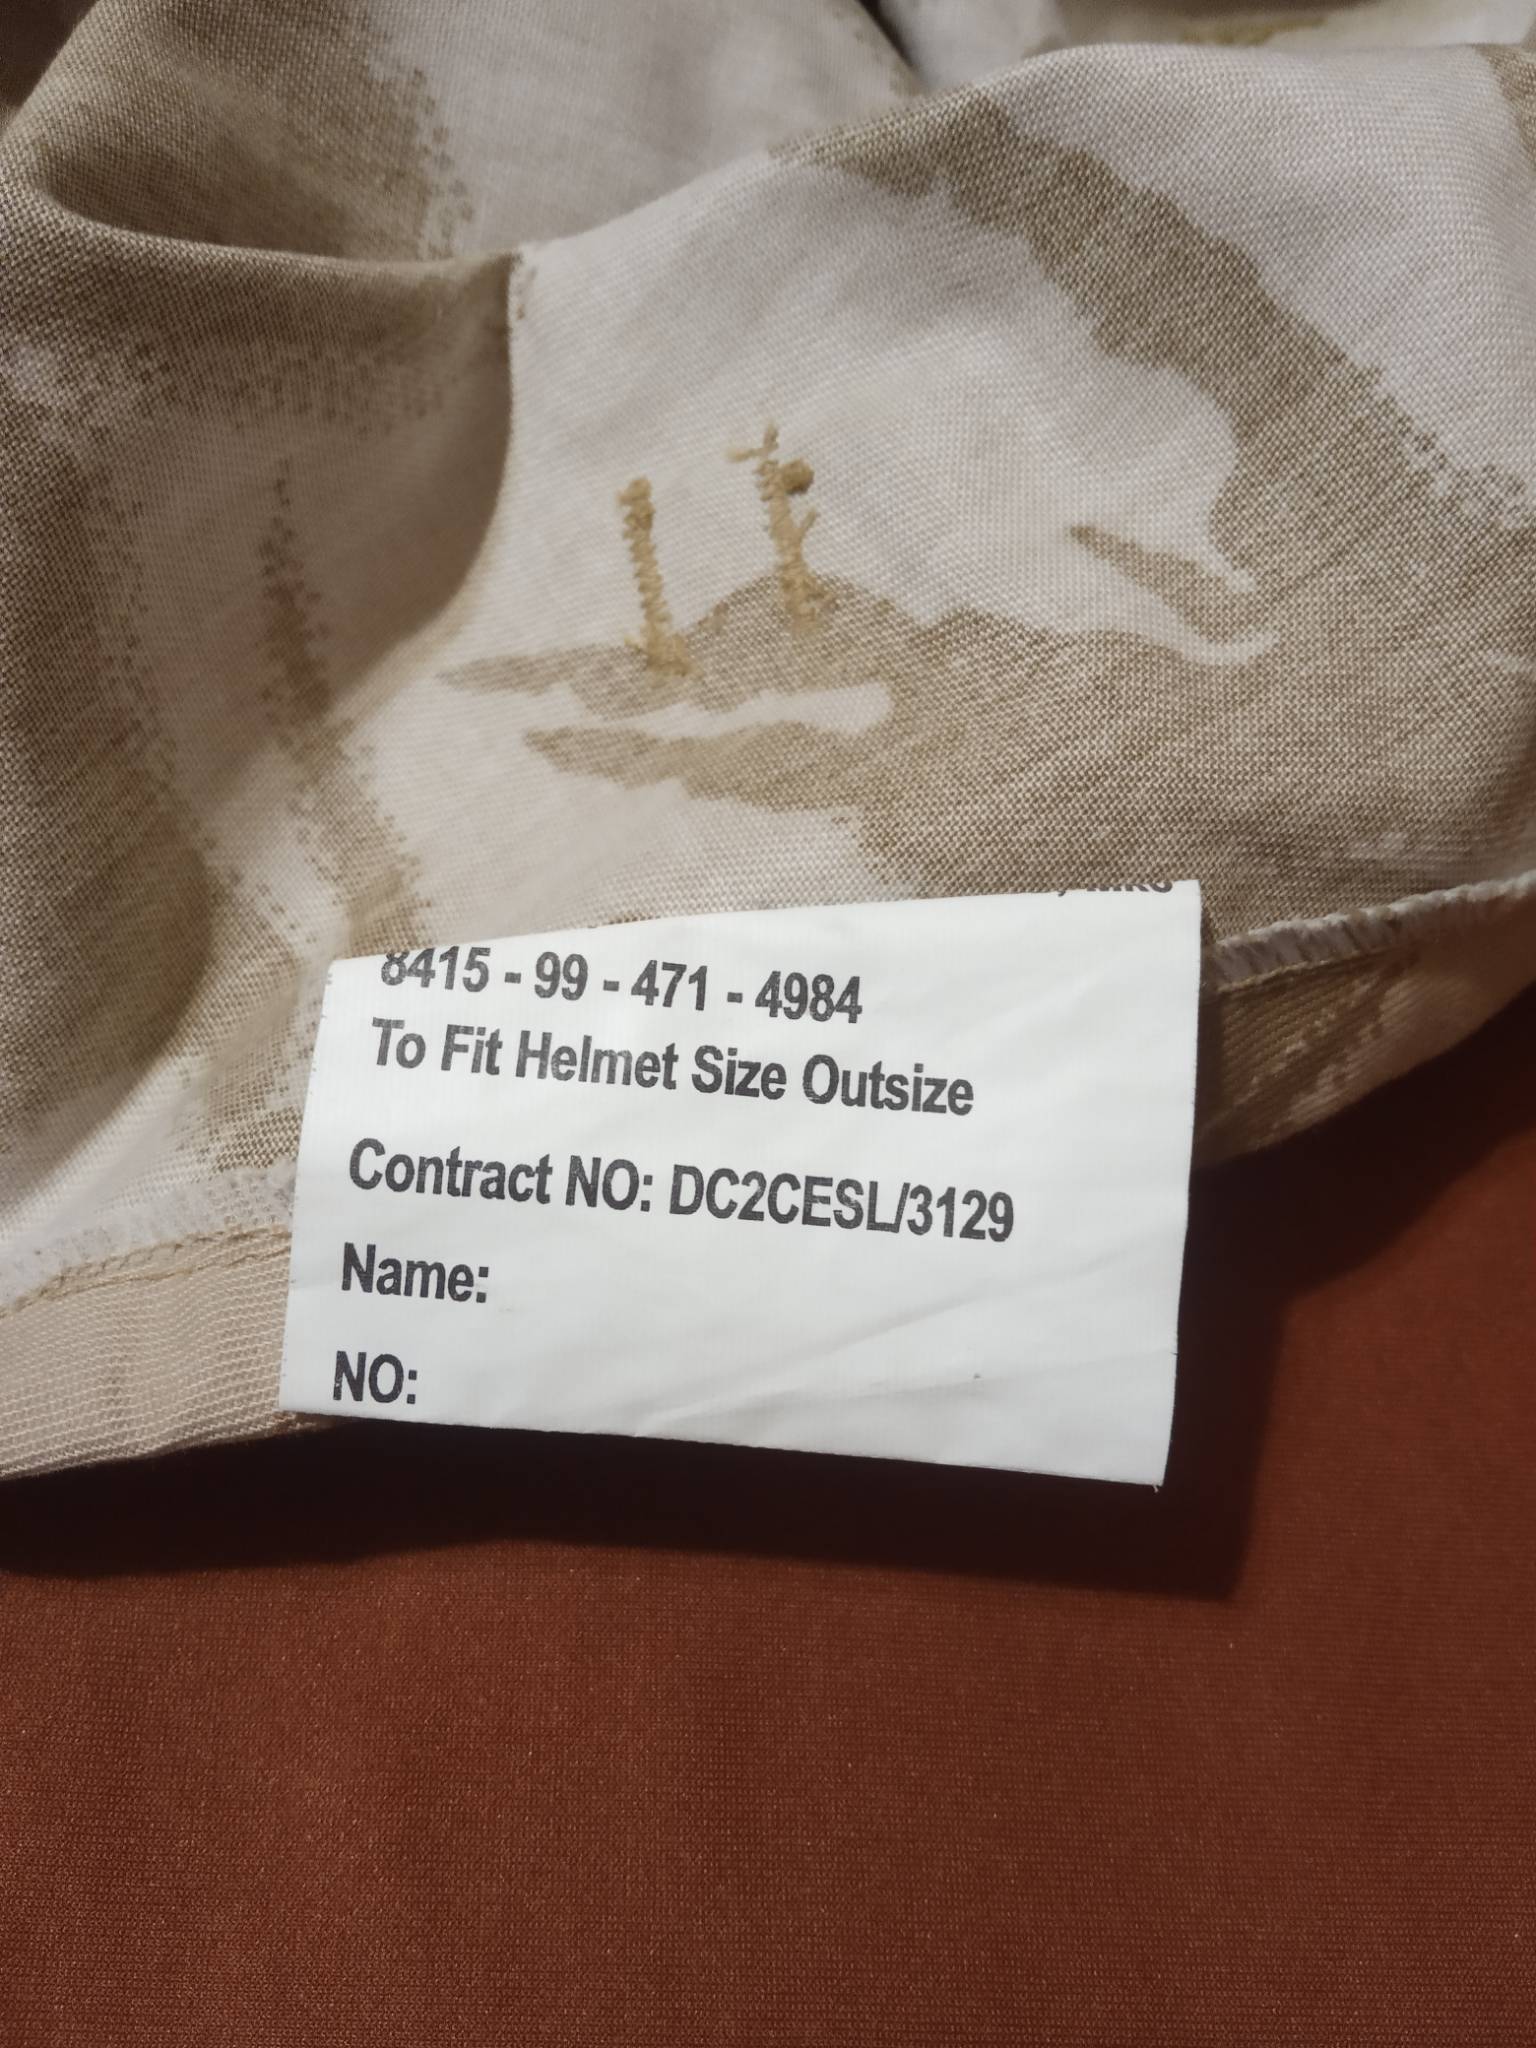 8415 - 99 - 471 - 4984
To Fit Helmet Size Outsize
Contract NO: DC2CESL/3129
Name:
NO: